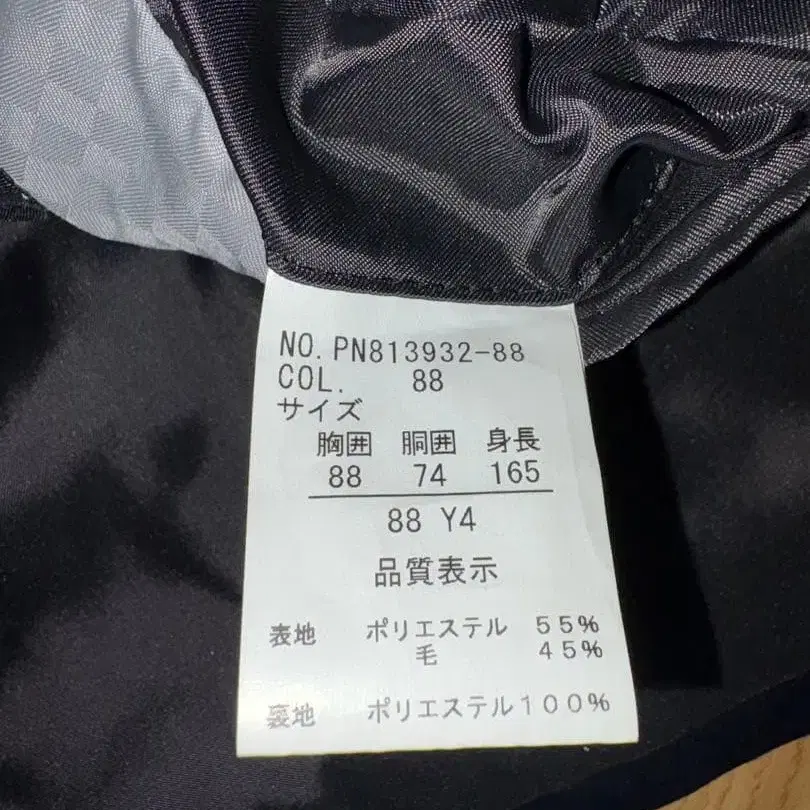 NO. PN813932-88
COL. 88
サイズ
胸囲 胴囲 身長
88 74 165
88 Y4
品質表示
表地 ポリエステル 55%
毛 45%
裏地 ポリエステル100%